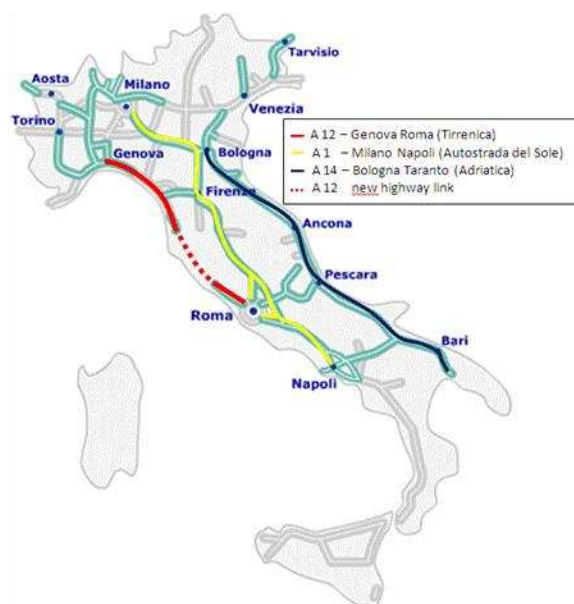 Tarvisio
Aosta
Milano
Torino
Venezia
Genova
Bologna
A 12 – Genova Roma (Tirrenica)
A 1 – Milano Napoli (Autostrada del Sole)
A 14 – Bologna Taranto (Adriatica)
A 12 new highway link
Firenze
Ancona
Pescara
Roma
Bari
Napoli